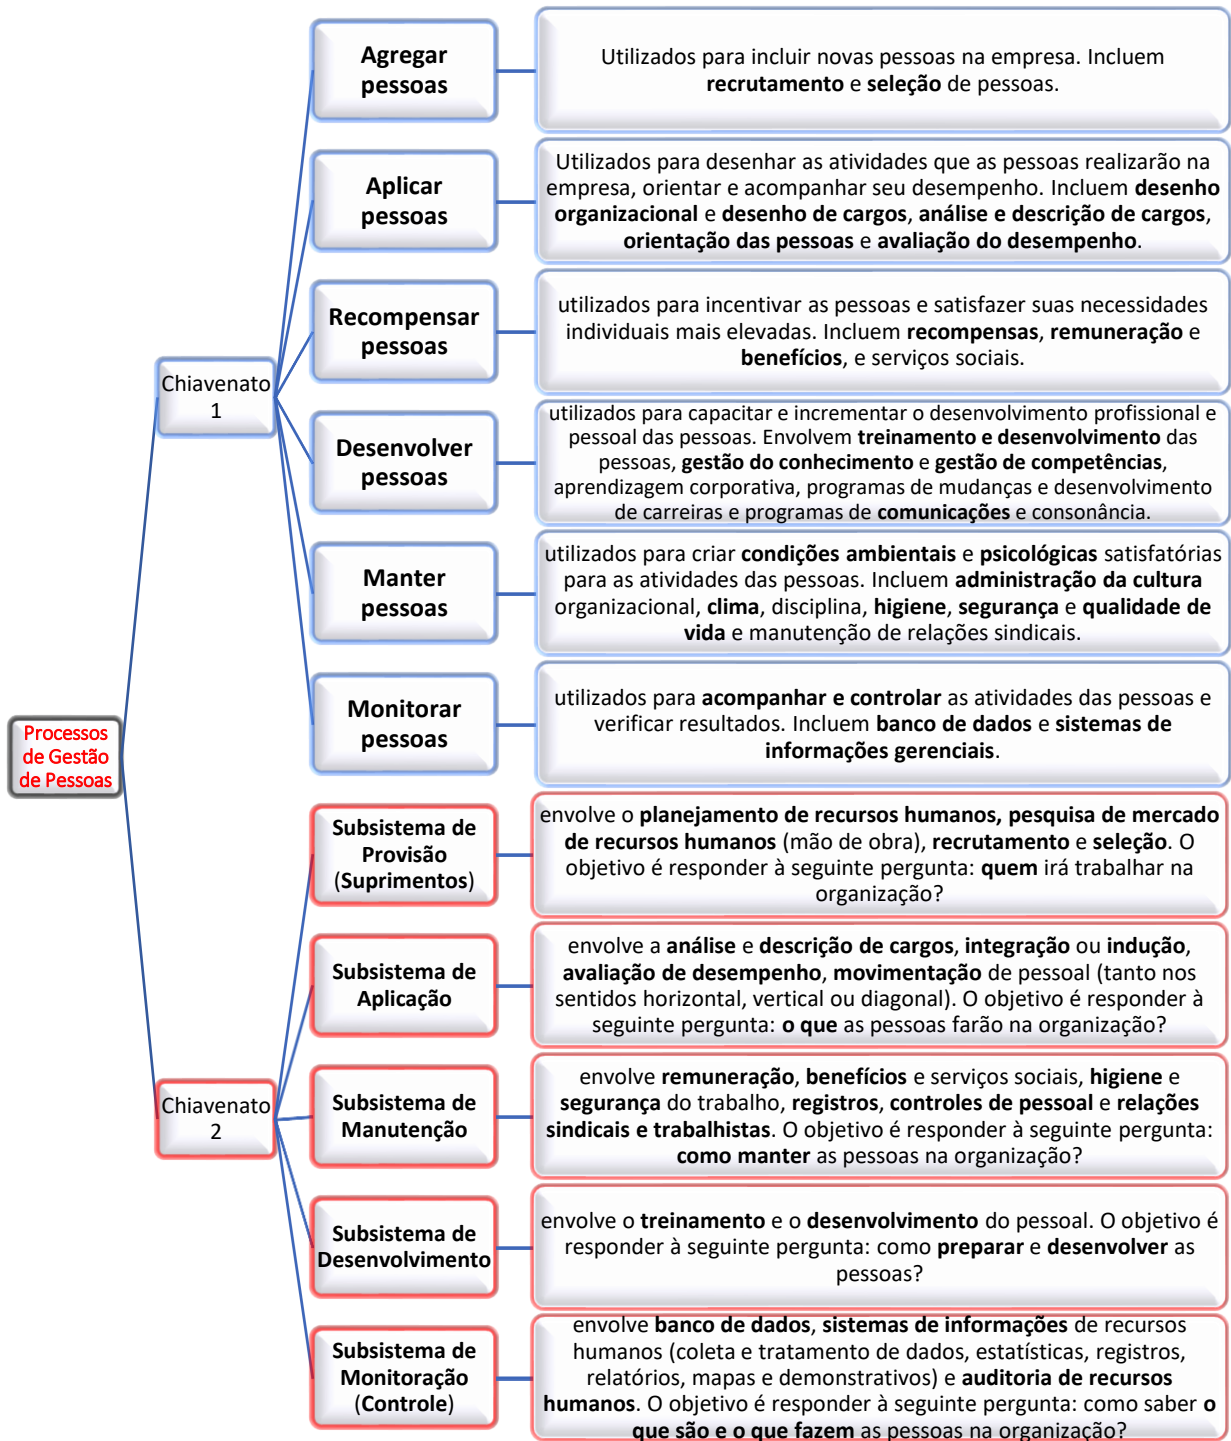 Agregar
pessoas
Utilizados para incluir novas pessoas na empresa. Incluem
recrutamento e seleção de pessoas.
Aplicar
pessoas
Utilizados para desenhar as atividades que as pessoas realizarão na
empresa, orientar e acompanhar seu desempenho. Incluem desenho
organizacional e desenho de cargos, análise e descrição de cargos,
orientação das pessoas e avaliação do desempenho.
Recompensar
pessoas
utilizados para incentivar as pessoas e satisfazer suas necessidades
individuais mais elevadas. Incluem recompensas, remuneração e
benefícios, e serviços sociais.
Chiavenato
1
Desenvolver
pessoas
utilizados para capacitar e incrementar o desenvolvimento profissional e
pessoal das pessoas. Envolvem treinamento e desenvolvimento das
pessoas, gestão do conhecimento e gestão de competências,
aprendizagem corporativa, programas de mudanças e desenvolvimento
de carreiras e programas de comunicações e consonância.
Manter
pessoas
utilizados para criar condições ambientais e psicológicas satisfatórias
para as atividades das pessoas. Incluem administração da cultura
organizacional, clima, disciplina, higiene, segurança e qualidade de
vida e manutenção de relações sindicais.
Monitorar
pessoas
utilizados para acompanhar e controlar as atividades das pessoas e
verificar resultados. Incluem banco de dados e sistemas de
informações gerenciais.
Processos
de Gestão
de Pessoas
Subsistema de
Provisão
(Suprimentos)
envolve o planejamento de recursos humanos, pesquisa de mercado
de recursos humanos (mão de obra), recrutamento e seleção. O
objetivo é responder à seguinte pergunta: quem irá trabalhar na
organização?
Subsistema de
Aplicação
envolve a análise e descrição de cargos, integração ou indução,
avaliação de desempenho, movimentação de pessoal (tanto nos
sentidos horizontal, vertical ou diagonal). O objetivo é responder à
seguinte pergunta: o que as pessoas farão na organização?
Chiavenato
2
Subsistema de
Manutenção
envolve remuneração, benefícios e serviços sociais, higiene e
segurança do trabalho, registros, controles de pessoal e relações
sindicais e trabalhistas. O objetivo é responder à seguinte pergunta:
como manter as pessoas na organização?
Subsistema de
Desenvolvimento
envolve o treinamento e o desenvolvimento do pessoal. O objetivo é
responder à seguinte pergunta: como preparar e desenvolver as
pessoas?
Subsistema de
Monitoração
(Controle)
envolve banco de dados, sistemas de informações de recursos
humanos (coleta e tratamento de dados, estatísticas, registros,
relatórios, mapas e demonstrativos) e auditoria de recursos
humanos. O objetivo é responder à seguinte pergunta: como saber o
que são e o que fazem as pessoas na organização?